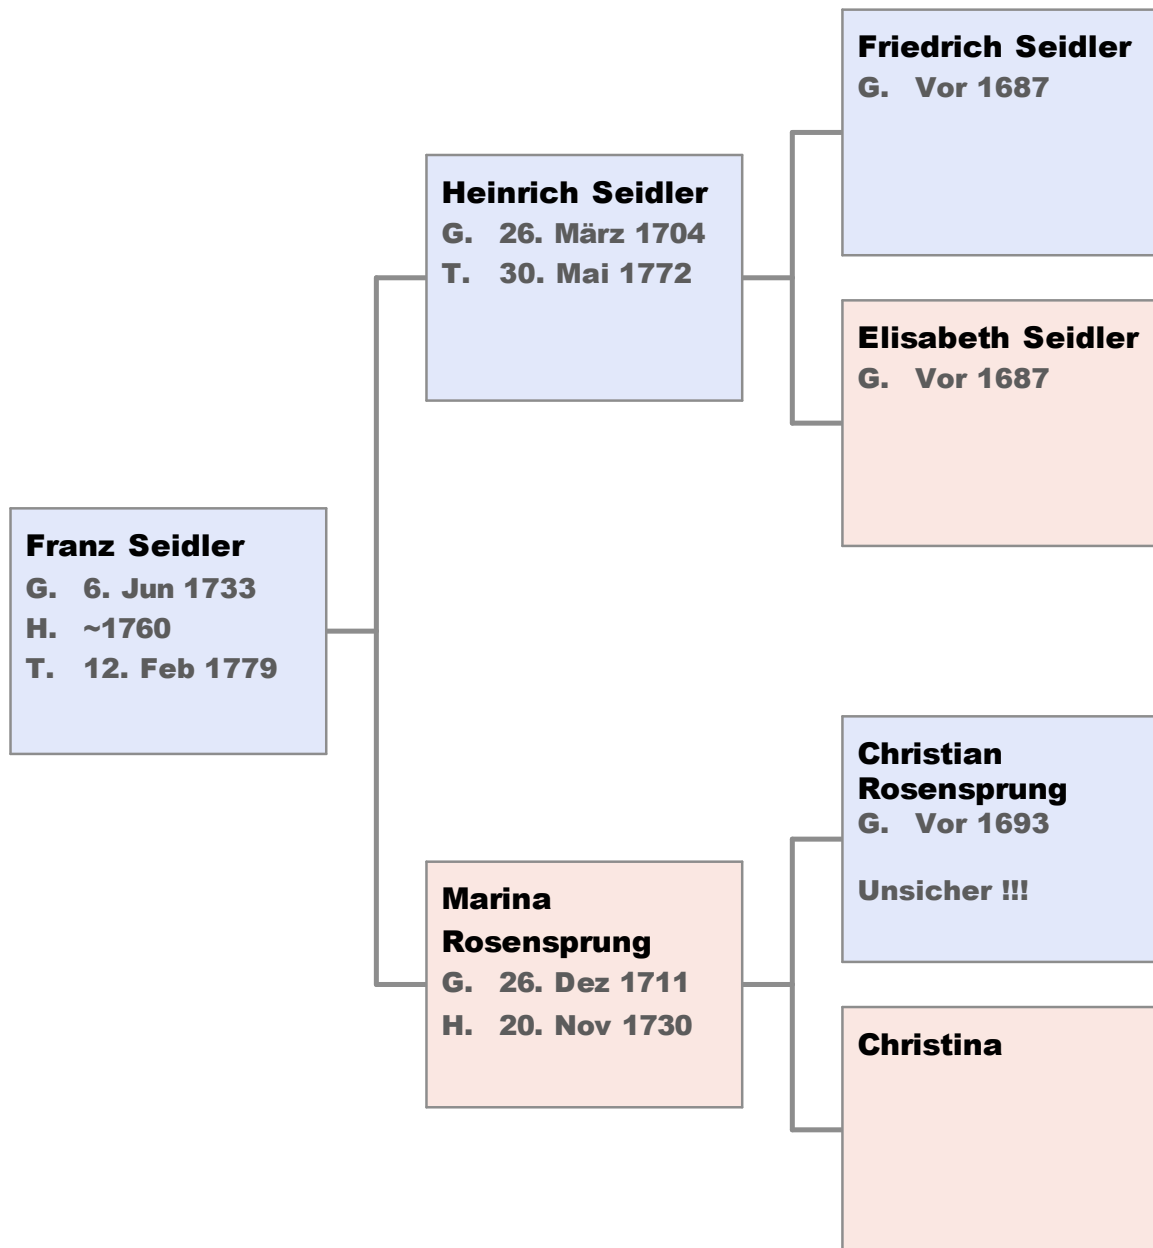 Friedrich Seidler
G. Vor 1687
Heinrich Seidler
G. 26. März 1704
T. 30. Mai 1772
Elisabeth Seidler
G. Vor 1687
Franz Seidler
G. 6. Jun 1733
H. ~1760
T. 12. Feb 1779
Christian
Rosensprung
G. Vor 1693
Unsicher !!!
Marina
Rosensprung
G. 26. Dez 1711
H. 20. Nov 1730
Christina